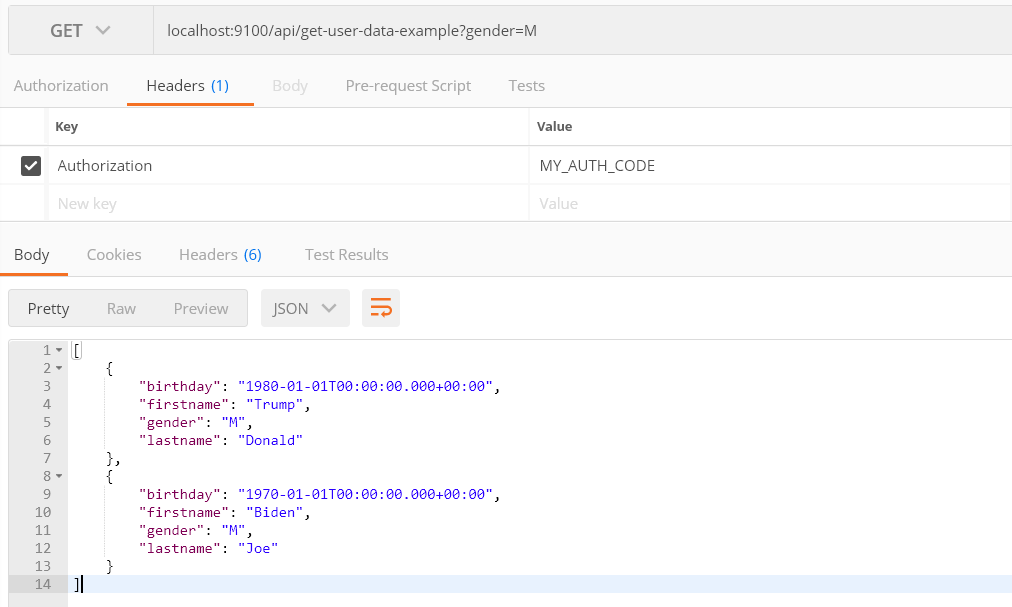 GET localhost:9100/api/get-user-data-example?gender=M
Authorization Headers (1) Body Pre-request Script Tests
Key Value
Authorization MY_AUTH_CODE
New key Value
Body Cookies Headers (6) Test Results
Pretty Raw Preview JSON
1 [
2 {
3 "birthday": "1980-01-01T00:00:00.000+00:00",
4 "firstname": "Trump",
5 "gender": "M",
6 "lastname": "Donald"
7 },
8 {
9 "birthday": "1970-01-01T00:00:00.000+00:00",
10 "firstname": "Biden",
11 "gender": "M",
12 "lastname": "Joe"
13 }
14 ]